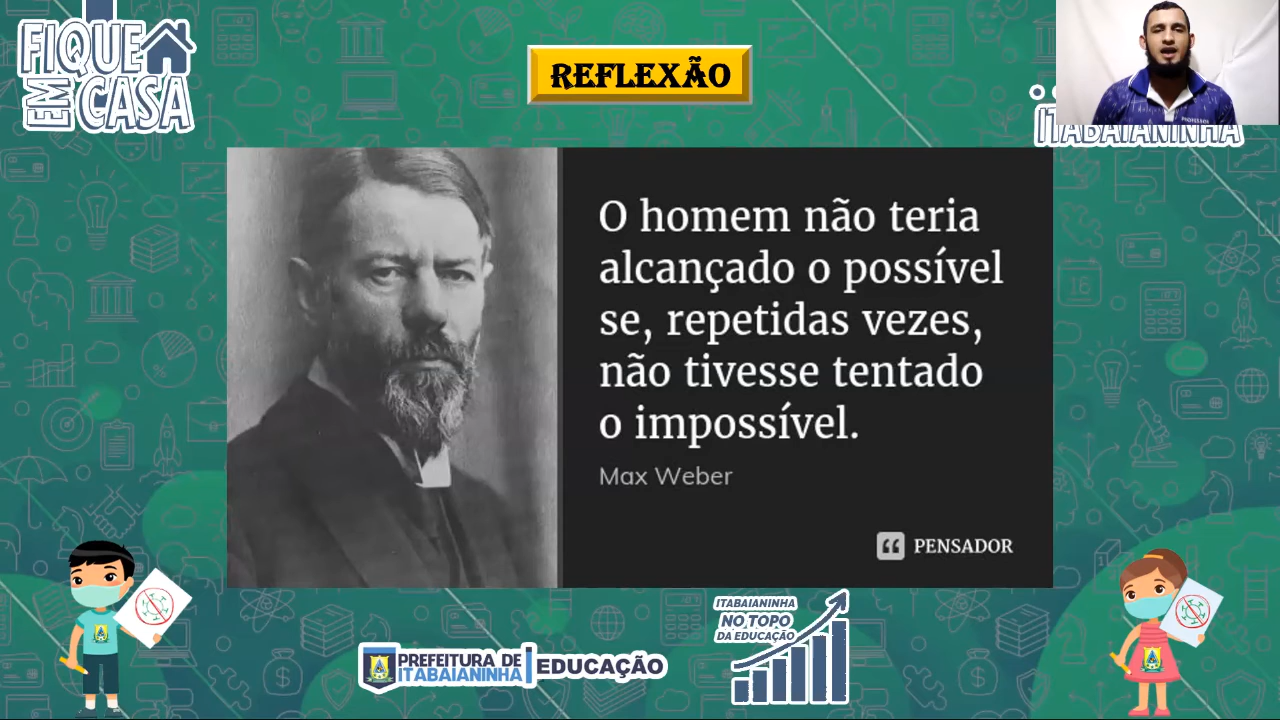 FIQUE
EM CASA
REFLEXÃO
PROFESSOR
ITABAIANINHA
O homem não teria
alcançado o possível
se, repetidas vezes,
não tivesse tentado
o impossível.
Max Weber
PENSADOR
ITABAIANINHA
NO TOPO
DA EDUCAÇÃO
PREFEITURA DE
ITABAIANINHA
EDUCAÇÃO